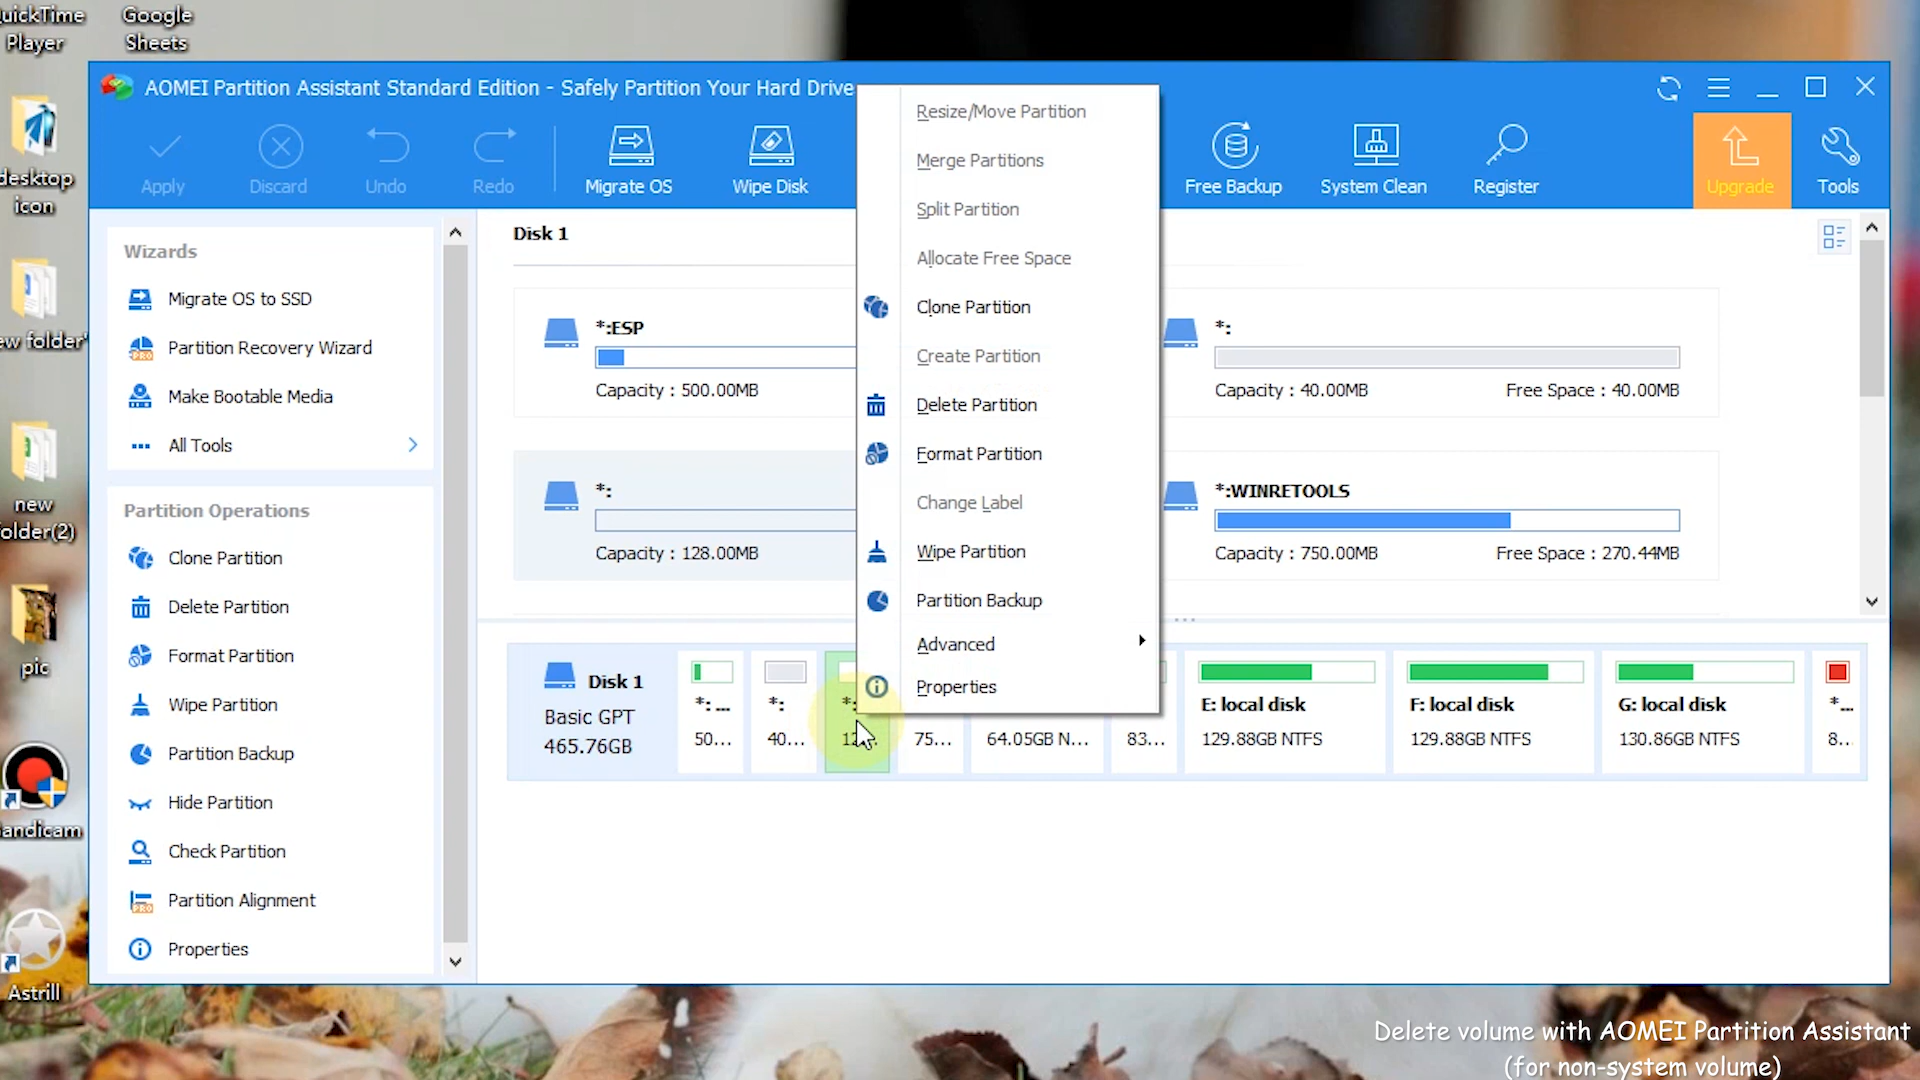 QuickTime
Player
Google
Sheets
AOMEI Partition Assistant Standard Edition - Safely Partition Your Hard Drive
Apply
Discard
Undo
Redo
Migrate OS
Wipe Disk
Free Backup
System Clean
Register
Upgrade
Tools
desktop
icon
ew folder'
new
folder(2)
pic
andicam
Astrill
Wizards
Migrate OS to SSD
Partition Recovery Wizard
PRO
Make Bootable Media
All Tools
Partition Operations
Clone Partition
Delete Partition
Format Partition
Wipe Partition
Partition Backup
Hide Partition
Check Partition
Partition Alignment
PRO
Properties
Disk 1
*:ESP
Capacity : 500.00MB
*:
Capacity : 40.00MB
Free Space : 40.00MB
*:
Capacity : 128.00MB
*:WINRETOOLS
Capacity : 750.00MB
Free Space : 270.44MB
Resize/Move Partition
Merge Partitions
Split Partition
Allocate Free Space
Clone Partition
Create Partition
Delete Partition
Format Partition
Change Label
Wipe Partition
Partition Backup
Advanced
Properties
Disk 1
Basic GPT
465.76GB
*: ...
50...
*:
40...
*:
12...
75...
64.05GB N...
83...
E: local disk
129.88GB NTFS
F: local disk
129.88GB NTFS
G: local disk
130.86GB NTFS
*...
8...
Delete volume with AOMEI Partition Assistant
(for non-system volume)